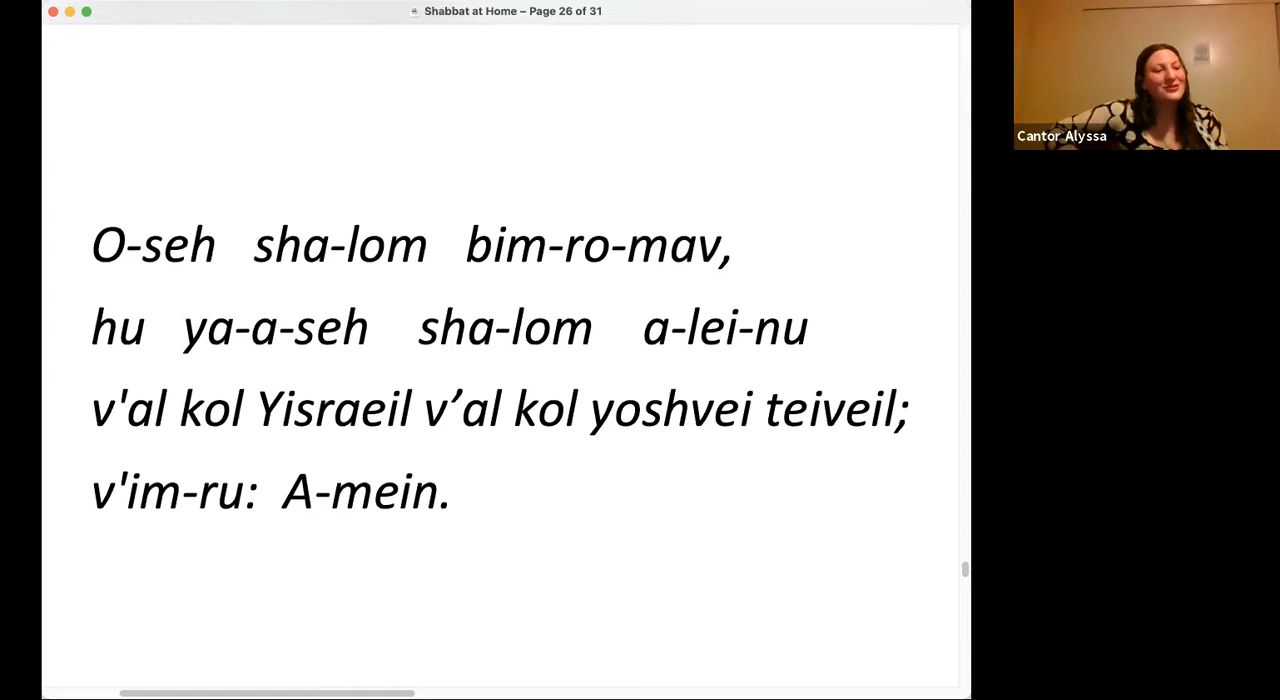 Shabbat at Home – Page 26 of 31
Cantor Alyssa
O-seh sha-lom bim-ro-mav,
hu ya-a-seh sha-lom a-lei-nu
v'al kol Yisraeil v’al kol yoshvei teiveil;
v'im-ru: A-mein.